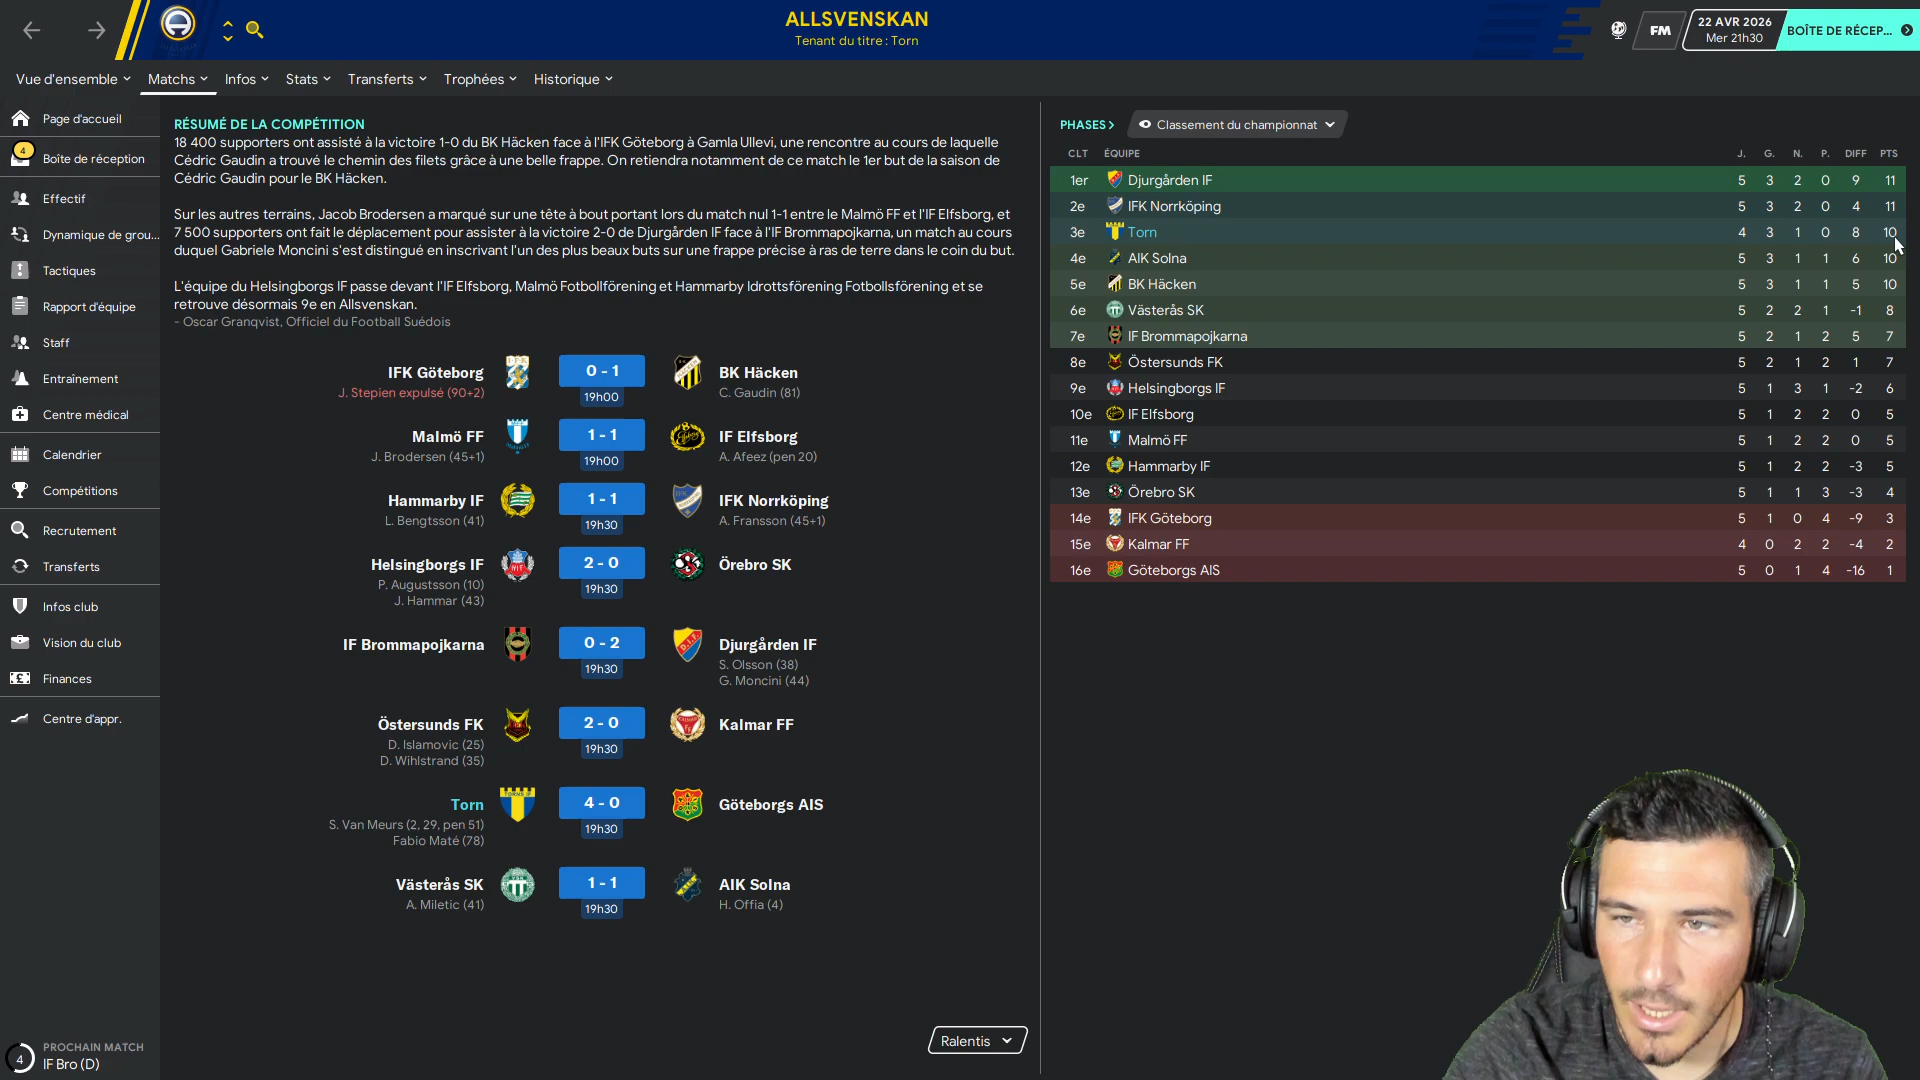 ALLSVENSKAN
Tenant du titre : Torn
FM
22 AVR 2026
Mer 21h30
BOÎTE DE RÉCEP...
Vue d'ensemble
Matchs
Infos
Stats
Transferts
Trophées
Historique
Page d'accueil
4
Boîte de réception
Effectif
Dynamique de grou...
Tactiques
Rapport d'équipe
Staff
Entraînement
Centre médical
Calendrier
Compétitions
Recrutement
Transferts
Infos club
Vision du club
Finances
Centre d'appr.
4
PROCHAIN MATCH
IF Bro (D)
RÉSUMÉ DE LA COMPÉTITION
18 400 supporters ont assisté à la victoire 1-0 du BK Häcken face à l'IFK Göteborg à Gamla Ullevi, une rencontre au cours de laquelle
Cédric Gaudin a trouvé le chemin des filets grâce à une belle frappe. On retiendra notamment de ce match le 1er but de la saison de
Cédric Gaudin pour le BK Häcken.
Sur les autres terrains, Jacob Brodersen a marqué sur une tête à bout portant lors du match nul 1-1 entre le Malmö FF et l'IF Elfsborg, et
7 500 supporters ont fait le déplacement pour assister à la victoire 2-0 de Djurgården IF face à l'IF Brommapojkarna, un match au cours
duquel Gabriele Moncini s'est distingué en inscrivant l'un des plus beaux buts sur une frappe précise à ras de terre dans le coin du but.
L'équipe du Helsingborgs IF passe devant l'IF Elfsborg, Malmö Fotbollförening et Hammarby Idrottsförening Fotbollsförening et se
retrouve désormais 9e en Allsvenskan.
- Oscar Granqvist, Officiel du Football Suédois
IFK Göteborg 0 - 1 BK Häcken
J. Stepien expulsé (90+2) 19h00 C. Gaudin (81)
Malmö FF 1 - 1 IF Elfsborg
J. Brodersen (45+1) 19h00 A. Afeez (pen 20)
Hammarby IF 1 - 1 IFK Norrköping
L. Bengtsson (41) 19h30 A. Fransson (45+1)
Helsingborgs IF 2 - 0 Örebro SK
P. Augustsson (10) 19h30
J. Hammar (43)
IF Brommapojkarna 0 - 2 Djurgården IF
19h30 S. Olsson (38)
G. Moncini (44)
Östersunds FK 2 - 0 Kalmar FF
D. Islamovic (25) 19h30
D. Wihlstrand (35)
Torn 4 - 0 Göteborgs AIS
S. Van Meurs (2, 29, pen 51) 19h30
Fabio Maté (78)
Västerås SK 1 - 1 AIK Solna
A. Miletic (41) 19h30 H. Offia (4)
Ralentis
PHASES
Classement du championnat
CLT ÉQUIPE J. G. N. P. DIFF PTS
1er Djurgården IF 5 3 2 0 9 11
2e IFK Norrköping 5 3 2 0 4 11
3e Torn 4 3 1 0 8 10
4e AIK Solna 5 3 1 1 6 10
5e BK Häcken 5 3 1 1 5 10
6e Västerås SK 5 2 2 1 -1 8
7e IF Brommapojkarna 5 2 1 2 5 7
8e Östersunds FK 5 2 1 2 1 7
9e Helsingborgs IF 5 1 3 1 -2 6
10e IF Elfsborg 5 1 2 2 0 5
11e Malmö FF 5 1 2 2 0 5
12e Hammarby IF 5 1 2 2 -3 5
13e Örebro SK 5 1 1 3 -3 4
14e IFK Göteborg 5 1 0 4 -9 3
15e Kalmar FF 4 0 2 2 -4 2
16e Göteborgs AIS 5 0 1 4 -16 1